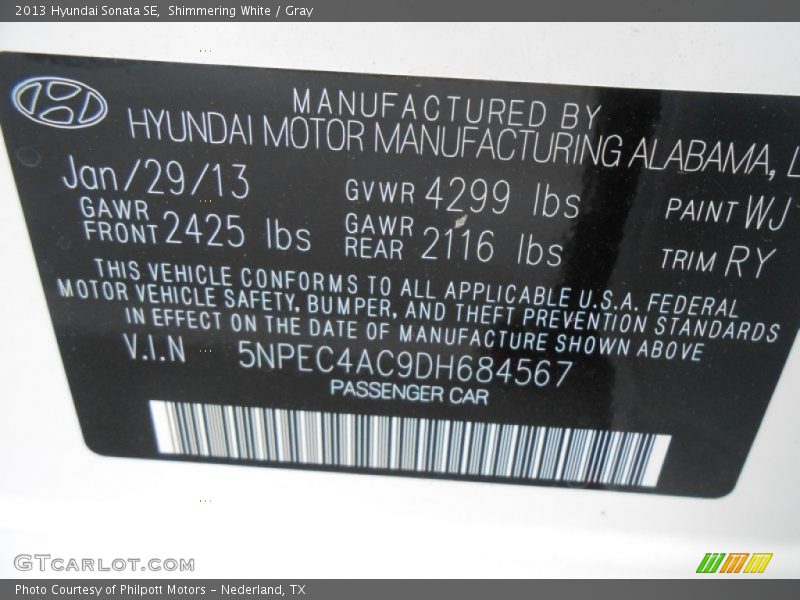 2013 Hyundai Sonata SE,  Shimmering White / Gray
MANUFACTURED BY
HYUNDAI MOTOR MANUFACTURING ALABAMA,
Jan/29/13 GVWR 4299 lbs PAINT WJ
GAWR FRONT 2425 lbs GAWR REAR 2116 lbs TRIM RY
THIS VEHICLE CONFORMS TO ALL APPLICABLE U.S.A. FEDERAL
MOTOR VEHICLE SAFETY, BUMPER, AND THEFT PREVENTION STANDARDS
IN EFFECT ON THE DATE OF MANUFACTURE SHOWN ABOVE
V.I.N 5NPEC4AC9DH684567
PASSENGER CAR
GTCARLOT.COM
Photo Courtesy of Philpott Motors - Nederland, TX